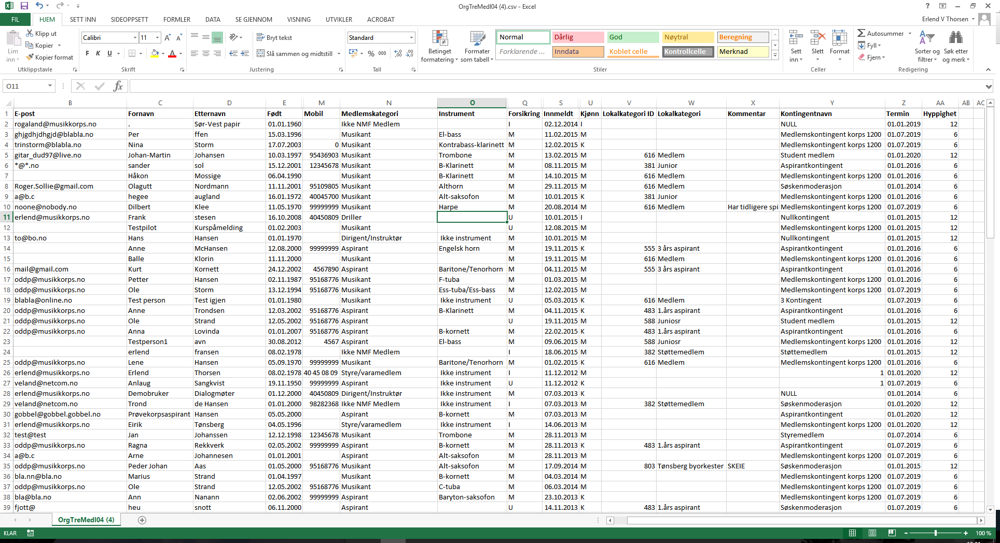 OrgTreMedl04 (4).csv - Excel
FIL HJEM SETT INN SIDEOPPSETT FORMLER DATA SE GJENNOM VISNING UTVIKLER ACROBAT Erlend V Thorsen
Lim inn
Klipp ut
Kopier
Kopier format
Utklippstavle
Calibri 11
F K U
Skrift
Bryt tekst
Slå sammen og midtstill
Justering
Standard
% 000
Tall
Betinget formatering
Formater som tabell
Normal Dårlig God Nøytral Beregning
Forklarende ... Inndata Koblet celle Kontrollcelle Merknad
Stiler
Sett inn
Slett
Format
Celler
Autosummer
Fyll
Fjern
Sorter og filtrer
Søk etter og merk
Redigering
O11 fx
B C D E M N O Q S U V W X Y Z AA AB AC
1 E-post Fornavn Etternavn Født Mobil Medlemskategori Instrument Forsikring Innmeldt Kjønn Lokalkategori ID Lokalkategori Kommentar Kontingentnavn Termin Hyppighet
2 rogaland@musikkorps.no . Sør-Vest papir 01.01.1960 Ikke NMF Medlem I 02.12.2014 I NULL 01.01.2019 12
3 ghjgdhjdhgjd@blabla.no Per ffen 15.03.1996 Musikant El-bass M 11.02.2015 M Medlemskontingent korps 1200 01.07.2019 6
4 trinstorm@blabla.no Nina Storm 17.07.2003 0 Musikant Kontrabass-klarinett M 12.02.2015 K Medlemskontingent korps 1200 01.07.2019 6
5 gitar_dud97@live.no Johan-Martin Johansen 10.03.1997 95436903 Musikant Trombone M 13.02.2015 M 616 Medlem Student medlem 01.01.2020 12
6 *@*.no sander sol 15.12.2001 12345678 Musikant B-Klarinett M 08.11.2015 M 381 Junior Aspirantkontingent 01.01.2016 6
7 Håkon Mossige 06.04.1990 Musikant B-Klarinett M 14.10.2015 M 616 Medlem Medlemskontingent korps 1200 01.01.2016 6
8 Roger.Sollie@gmail.com Olagutt Nordmann 11.11.2001 95109805 Musikant Althorn M 29.11.2015 M 616 Medlem Søskenmoderasjon 01.01.2014 6
9 a@b.c hegee augland 16.01.1972 40045700 Musikant Alt-saksofon M 10.01.2015 K 381 Junior Medlemskontingent korps 1200 01.01.2016 6
10 noone@nobody.no Dilbert Klee 11.05.1970 99999999 Musikant Harpe M 20.08.2014 M 616 Medlem Har tidligere spi Medlemskontingent korps 1200 01.07.2019 6
11 erlend@musikkorps.no Frank stesen 16.10.2008 40450809 Driller U 10.01.2015 I Nullkontingent 01.01.2015 12
12 Testpilot Kurspåmelding 01.02.2003 Musikant U 12.08.2015 M Medlemskontingent korps 1200 01.01.2015 12
13 to@bo.no Hans Hansen 01.01.1970 Dirigent/Instruktør Ikke instrument M 10.01.2015 M Nullkontingent 01.01.2015 12
14 Anne McHansen 12.08.2000 99999999 Aspirant Engelsk horn M 19.11.2015 K 555 3 års aspirant Aspirantkontingent 01.01.2016 6
15 Balle Klorin 11.11.2000 Musikant M 19.11.2015 M 616 Medlem Medlemskontingent korps 1200 01.01.2016 6
16 mail@gmail.com Kurt Kornett 24.12.2002 4567890 Aspirant Baritone/Tenorhorn M 04.11.2015 M 555 3 års aspirant Aspirantkontingent 01.01.2016 6
17 oddp@musikkorps.no Petter Hansen 02.11.1987 95168776 Musikant F-tuba M 01.03.2015 M Medlemskontingent korps 1200 01.01.2016 6
18 oddp@musikkorps.no Ole Storm 13.12.1994 95168776 Musikant Ess-tuba/Ess-bass M 12.02.2015 M Medlemskontingent korps 1200 01.07.2019 6
19 blabla@online.no Test person Test igjen 01.01.1980 Musikant Ikke instrument U 05.03.2015 K 616 Medlem 3 Kontingent 01.07.2019 6
20 oddp@musikkorps.no Anne Trondsen 12.03.2002 95168776 Aspirant B-Klarinett M 04.11.2015 K 483 1.års aspirant Aspirantkontingent 01.01.2016 6
21 oddp@musikkorps.no Ole Strand 12.05.2002 95168776 Aspirant U 19.11.2015 M 588 Juniosr Student medlem 01.01.2015 12
22 oddp@musikkorps.no Anna Lovinda 01.01.2007 95168776 Aspirant B-kornett M 22.02.2015 K 483 1.års aspirant Aspirantkontingent 01.01.2016 6
23 Testperson1 avn 30.08.2012 4567 Aspirant El-bass M 09.06.2015 M 588 Juniosr Medlemskontingent korps 1200 01.01.2016 12
24 erlend fransen 08.02.1978 Ikke NMF Medlem I 18.06.2015 M 382 Støttemedlem Støttemedlem 01.01.2015 12
25 oddp@musikkorps.no Lene Hansen 05.09.1970 99999999 Musikant Baritone/Tenorhorn M 01.02.2015 K 616 Medlem Medlemskontingent korps 1200 01.01.2016 6
26 erlend@musikkorps.no Erlend Thorsen 08.02.1978 40 45 08 09 Styre/varamedlem Ikke instrument I 11.12.2012 M 1 01.01.2020 12
27 veland@netcom.no Anlaug Sangkvist 19.11.1950 99999999 Aspirant Ikke instrument U 11.12.2012 K 1 01.07.2019 6
28 erlend@musikkorps.no Demobruker Dialogmøter 01.12.2000 40450809 Dirigent/Instruktør Ikke instrument M 07.03.2013 K NULL 01.01.2014 6
29 veland@netcom.no Trond de Hansen 01.01.2000 98282368 Ikke NMF Medlem Ikke instrument I 07.03.2013 M 382 Støttemedlem Søskenmoderasjon 01.01.2020 12
30 gobbel@gobbel.gobbel.no Prøvekorpsaspirant Hansen 05.05.2000 Aspirant B-kornett M 07.03.2013 M Aspirantkontingent 01.01.2020 12
31 erlend@musikkorps.no Eirik Tønsberg 04.05.1996 Styre/varamedlem Ikke instrument I 14.06.2013 M Medlemskontingent korps 1200 01.01.2020 12
32 test@test Jan Johanssen 12.12.1998 12345678 Musikant Trombone M 28.11.2013 M Styremedlem 01.07.2014 6
33 oddp@musikkorps.no Ragna Rekkverk 02.05.2002 99999999 Aspirant B-kornett M 28.11.2013 K 483 1.års aspirant Aspirantkontingent 01.07.2019 6
34 a@b.c Arne Johannesen 01.01.2001 Aspirant Alt-saksofon M 28.11.2013 M Medlemskontingent korps 1200 01.07.2019 6
35 oddp@musikkorps.no Peder Johan Aas 01.05.2000 95168776 Musikant Alt-saksofon M 17.09.2014 M 803 Tønsberg byorkester SKEIE Søskenmoderasjon 01.01.2015 12
36 bla.nn@bla.no Marius Strand 01.04.1997 Musikant B-kornett M 04.03.2014 M Medlemskontingent korps 1200 01.07.2019 6
37 oddp@musikkorps.no Ole Strand 12.05.2002 95168776 Musikant C-tuba M 06.03.2014 M Medlemskontingent korps 1200 01.07.2019 6
38 bla@bla.no Ann Nanann 02.06.2002 99999999 Aspirant Baryton-saksofon M 23.10.2013 K Medlemskontingent korps 1200 01.07.2019 6
39 fjott@ heu snott 06.11.2000 Aspirant U 14.11.2013 K 483 1.års aspirant Søskenmoderasjon 01.07.2019 6
OrgTreMedl04 (4)
KLAR 100 %